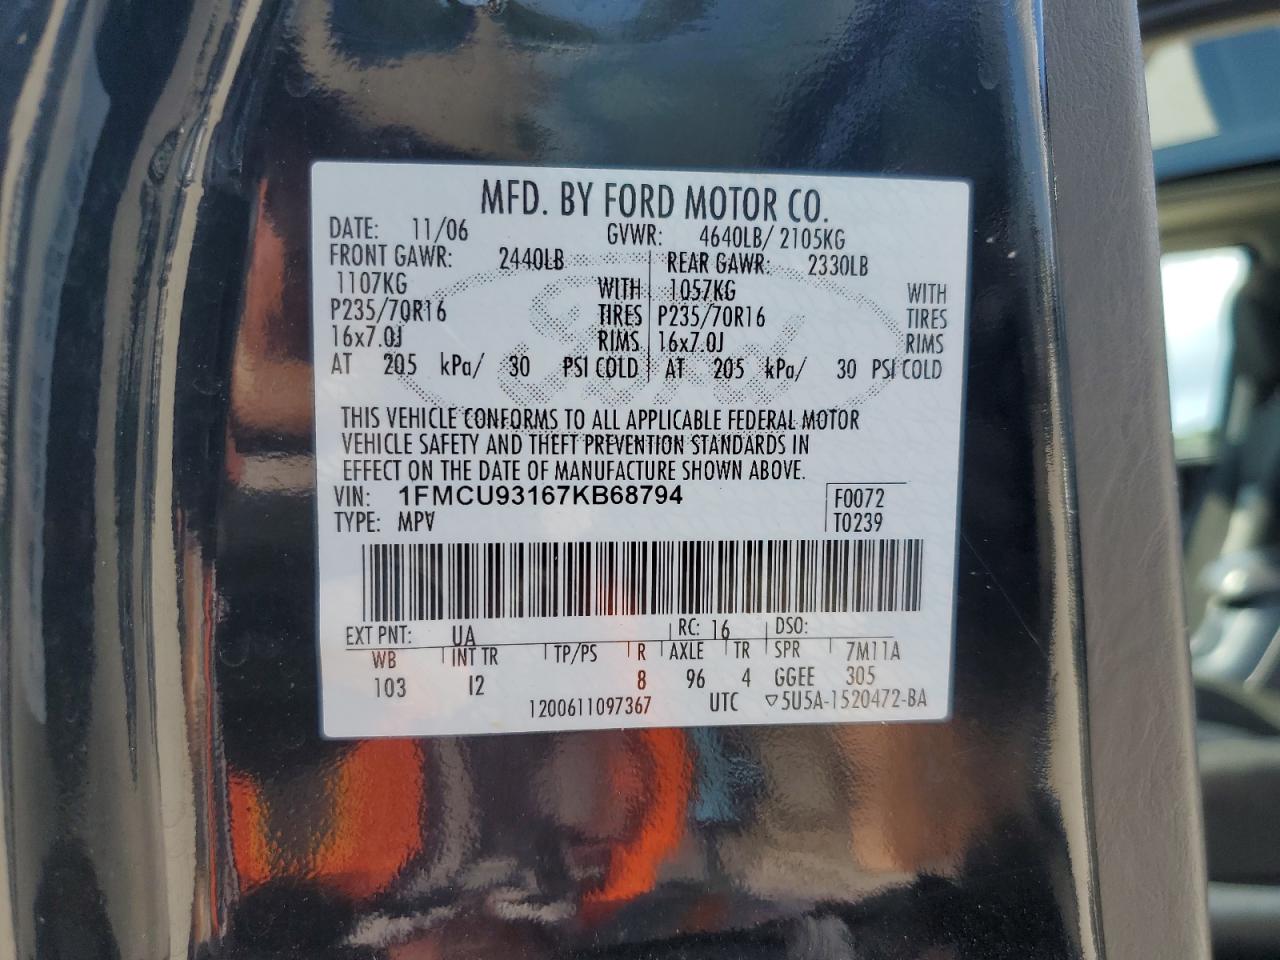 MFD. BY FORD MOTOR CO.
DATE: 11/06 GVWR: 4640LB/ 2105KG
FRONT GAWR: 2440LB REAR GAWR: 2330LB
1107KG WITH 1057KG WITH
P235/70R16 TIRES P235/70R16 TIRES
16x7.0J RIMS 16x7.0J RIMS
AT 205 kPa/ 30 PSI COLD AT 205 kPa/ 30 PSI COLD
THIS VEHICLE CONFORMS TO ALL APPLICABLE FEDERAL MOTOR
VEHICLE SAFETY AND THEFT PREVENTION STANDARDS IN
EFFECT ON THE DATE OF MANUFACTURE SHOWN ABOVE.
VIN: 1FMCU93167KB68794 F0072
TYPE: MPV T0239
EXT PNT: UA RC: 16 DSO:
WB INT TR TP/PS R AXLE TR SPR 7M11A
103 I2 8 96 4 GGEE 305
1200611097367 UTC ▽5U5A-1520472-BA